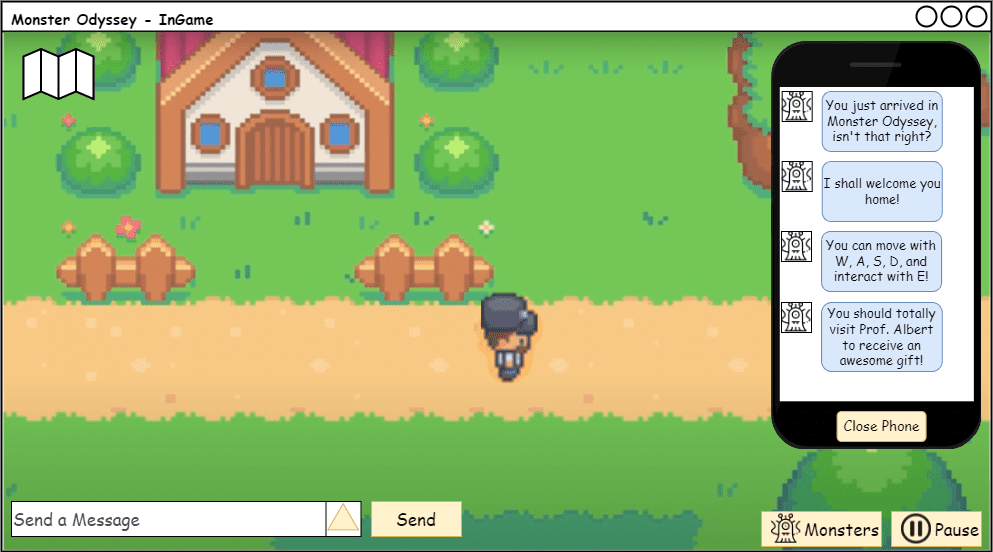 Monster Odyssey - InGame
You just arrived in
Monster Odyssey,
isn't that right?
I shall welcome you
home!
You can move with
W, A, S, D, and
interact with E!
You should totally
visit Prof. Albert
to receive an
awesome gift!
Close Phone
Send a Message
Send
Monsters
Pause